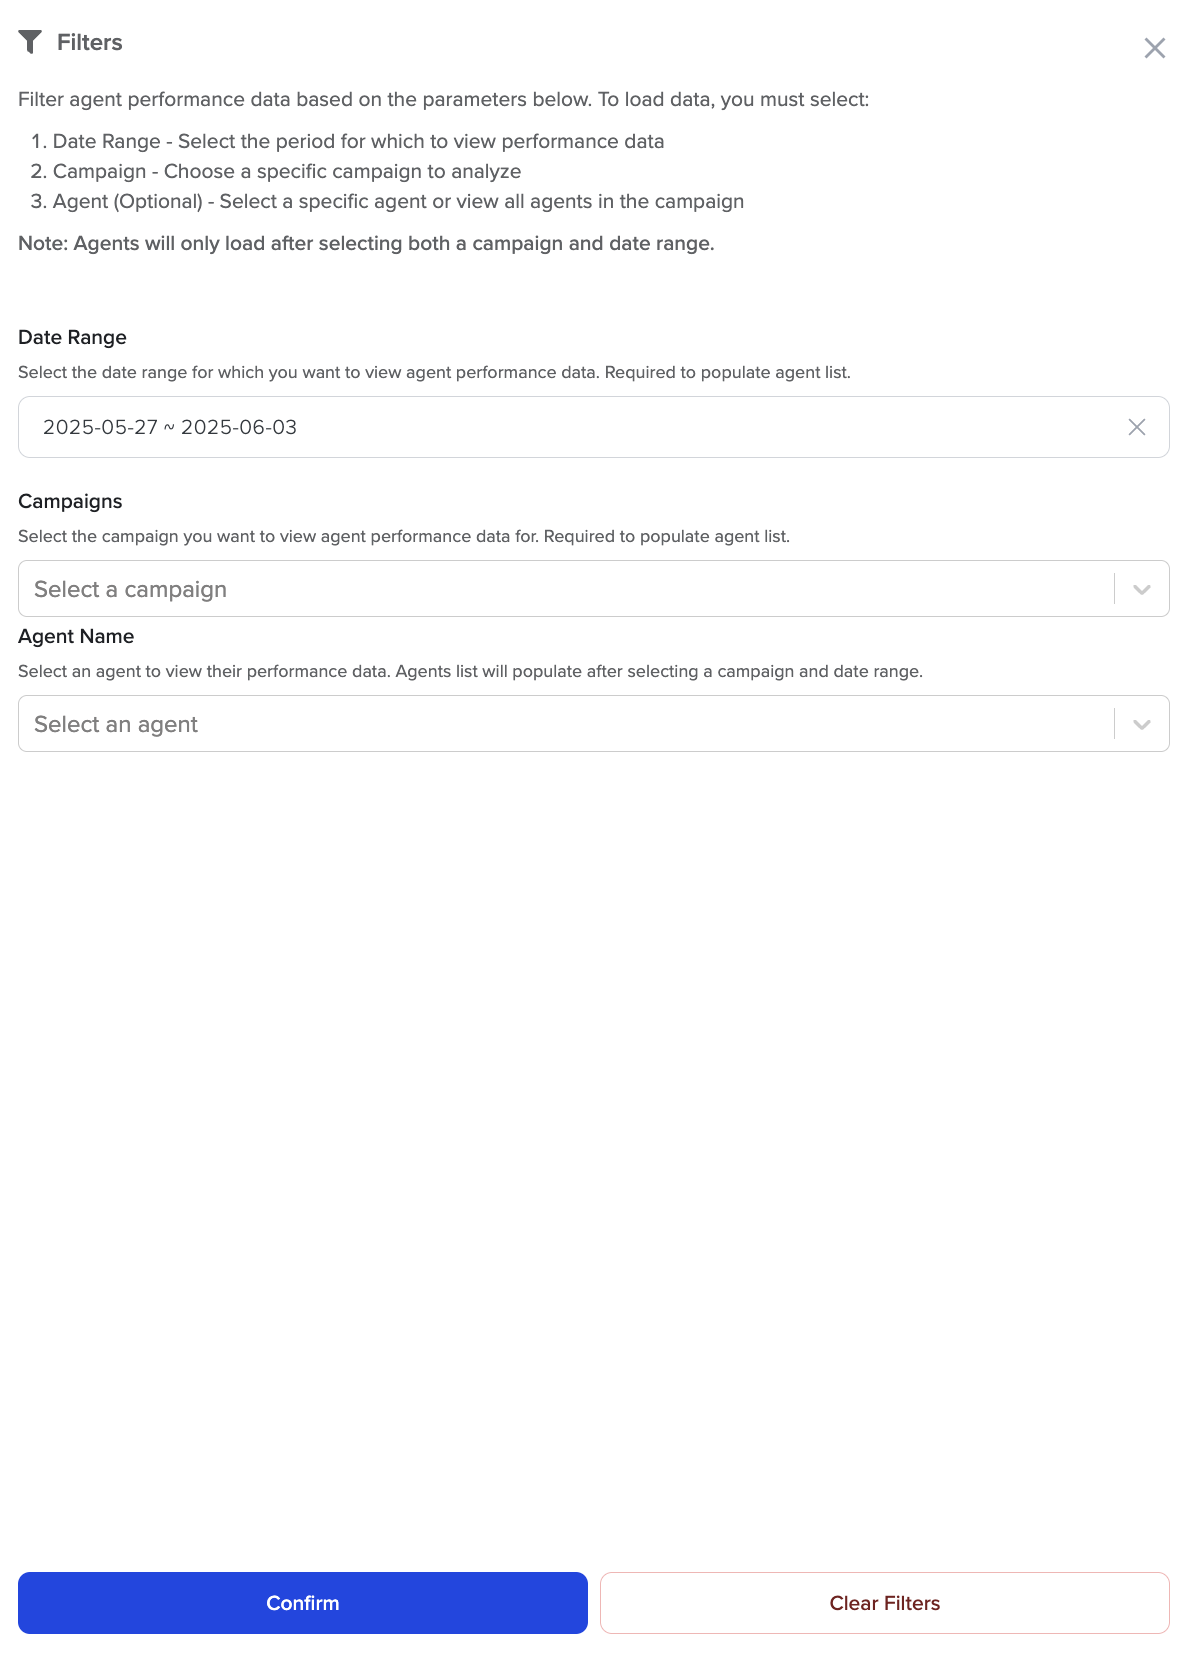 Filters
Filter agent performance data based on the parameters below. To load data, you must select:
1. Date Range - Select the period for which to view performance data
2. Campaign - Choose a specific campaign to analyze
3. Agent (Optional) - Select a specific agent or view all agents in the campaign
Note: Agents will only load after selecting both a campaign and date range.
Date Range
Select the date range for which you want to view agent performance data. Required to populate agent list.
2025-05-27 ~ 2025-06-03
Campaigns
Select the campaign you want to view agent performance data for. Required to populate agent list.
Select a campaign
Agent Name
Select an agent to view their performance data. Agents list will populate after selecting a campaign and date range.
Select an agent
Confirm
Clear Filters